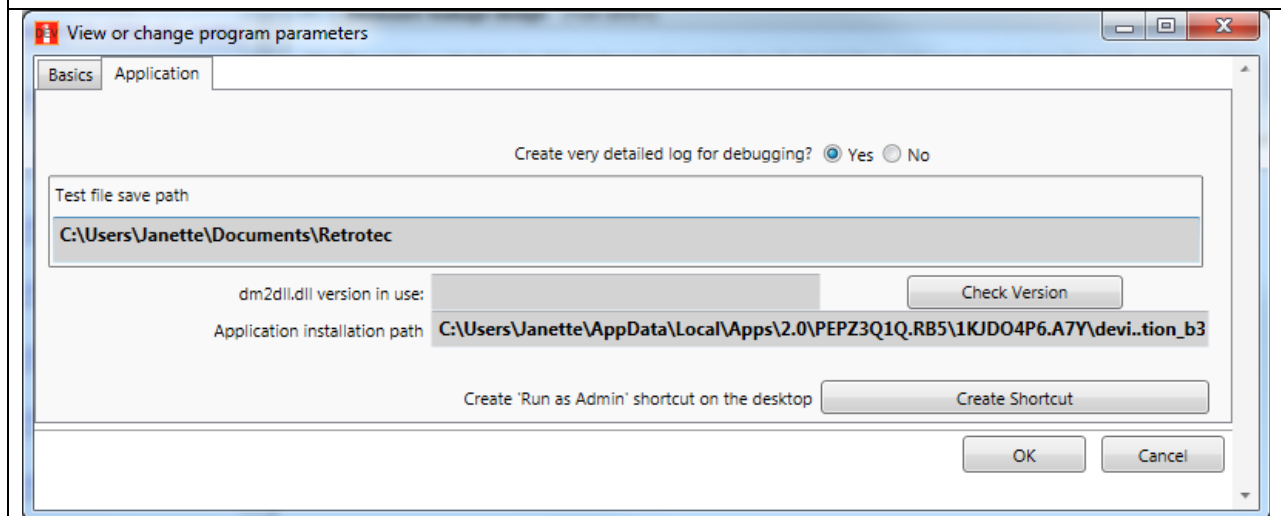 DEV View or change program parameters
Basics Application
Create very detailed log for debugging? Yes No
Test file save path
C:\Users\Janette\Documents\Retrotec
dm2dll.dll version in use: Check Version
Application installation path C:\Users\Janette\AppData\Local\Apps\2.0\PEPZ3Q1Q.RB5\1KJDO4P6.A7Y\devi..tion_b3
Create 'Run as Admin' shortcut on the desktop Create Shortcut
OK Cancel